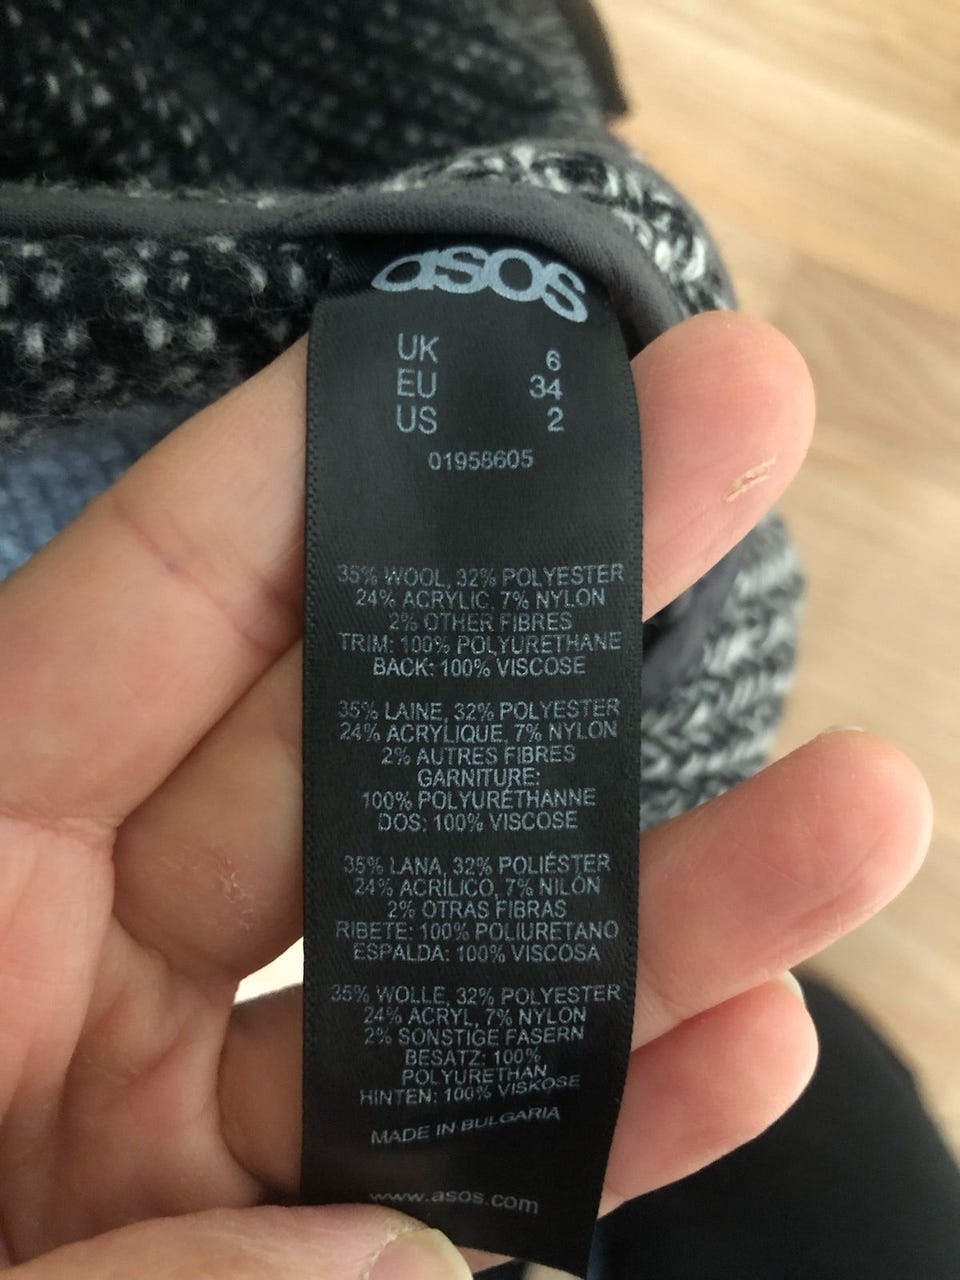 asos
UK 6
EU 34
US 2
01958605
35% WOOL, 32% POLYESTER
24% ACRYLIC, 7% NYLON
2% OTHER FIBRES
TRIM: 100% POLYURETHANE
BACK: 100% VISCOSE
35% LAINE, 32% POLYESTER
24% ACRYLIQUE, 7% NYLON
2% AUTRES FIBRES
GARNITURE:
100% POLYURÉTHANNE
DOS: 100% VISCOSE
35% LANA, 32% POLIÉSTER
24% ACRÍLICO, 7% NILÓN
2% OTRAS FIBRAS
RIBETE: 100% POLIURETANO
ESPALDA: 100% VISCOSA
35% WOLLE, 32% POLYESTER
24% ACRYL, 7% NYLON
2% SONSTIGE FASERN
BESATZ: 100%
POLYURETHAN
HINTEN: 100% VISKOSE
MADE IN BULGARIA
www.asos.com